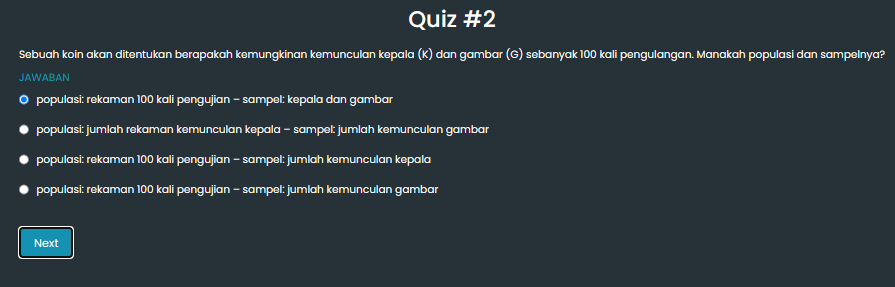 Quiz #2
Sebuah koin akan ditentukan berapakah kemungkinan kemunculan kepala (K) dan gambar (G) sebanyak 100 kali pengulangan. Manakah populasi dan sampelnya?
JAWABAN
populasi: rekaman 100 kali pengujian – sampel: kepala dan gambar
populasi: jumlah rekaman kemunculan kepala – sampel: jumlah kemunculan gambar
populasi: rekaman 100 kali pengujian – sampel: jumlah kemunculan kepala
populasi: rekaman 100 kali pengujian – sampel: jumlah kemunculan gambar
Next